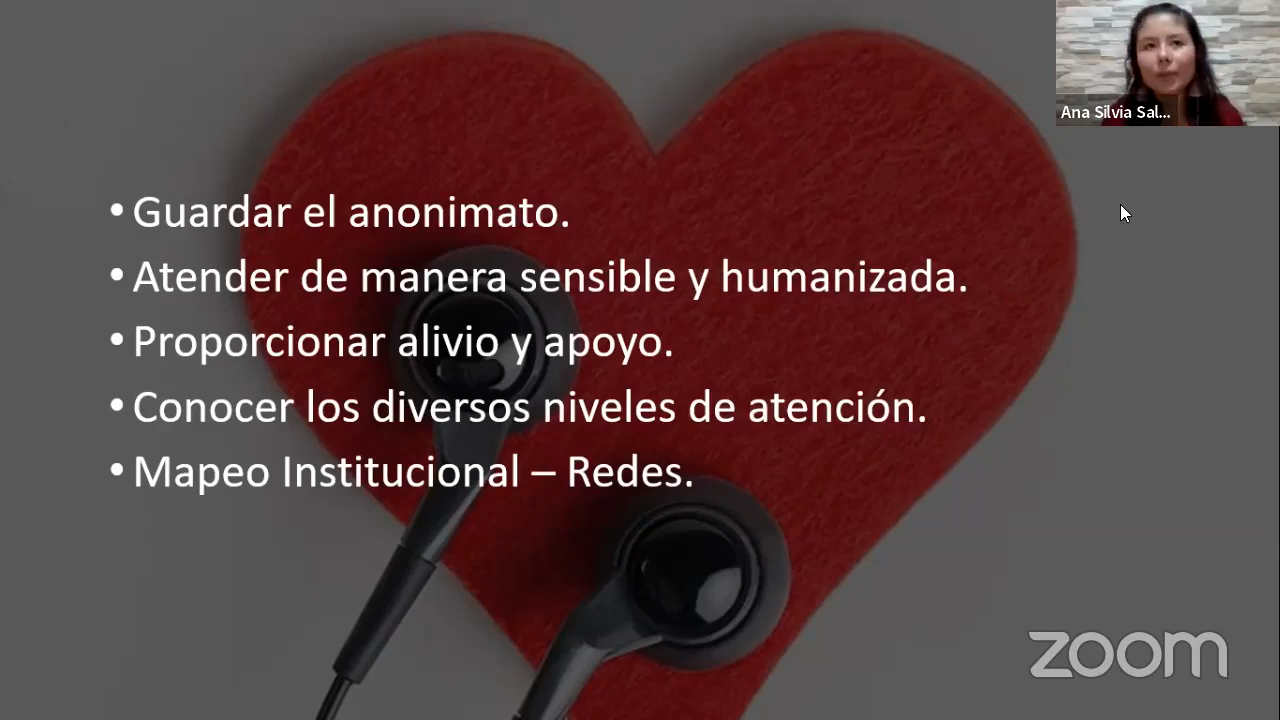 Ana Silvia Sal...
• Guardar el anonimato.
• Atender de manera sensible y humanizada.
• Proporcionar alivio y apoyo.
• Conocer los diversos niveles de atención.
• Mapeo Institucional – Redes.
zoom